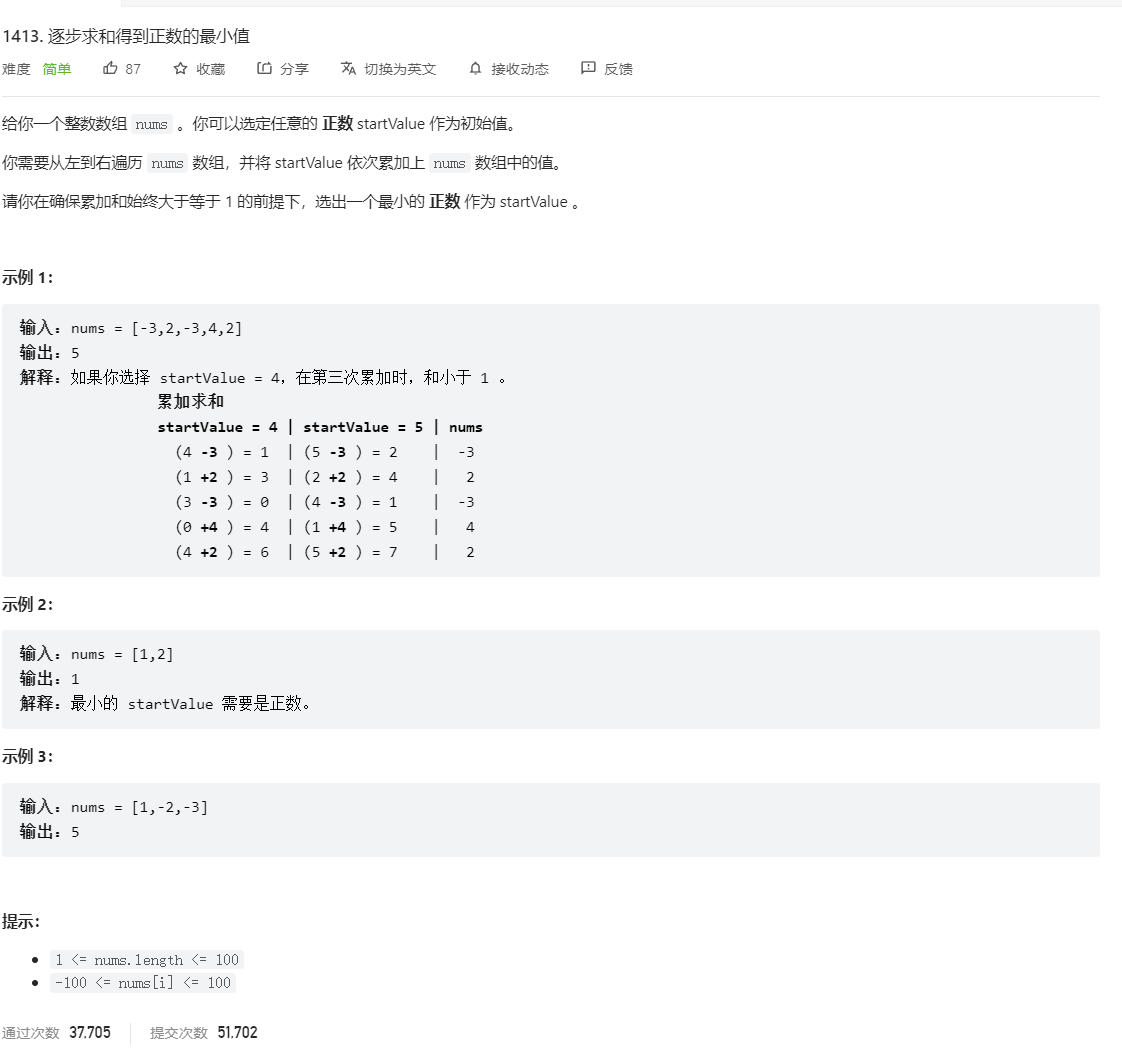 1413. 逐步求和得到正数的最小值
难度 简单 87 收藏 分享 切换为英文 接收动态 反馈
给你一个整数数组 nums 。你可以选定任意的 正数 startValue 作为初始值。
你需要从左到右遍历 nums 数组，并将 startValue 依次累加上 nums 数组中的值。
请你在确保累加和始终大于等于 1 的前提下，选出一个最小的 正数 作为 startValue 。
示例 1：
输入：nums = [-3,2,-3,4,2]
输出：5
解释：如果你选择 startValue = 4，在第三次累加时，和小于 1 。
累加求和
startValue = 4 | startValue = 5 | nums
(4 -3 ) = 1 | (5 -3 ) = 2 | -3
(1 +2 ) = 3 | (2 +2 ) = 4 | 2
(3 -3 ) = 0 | (4 -3 ) = 1 | -3
(0 +4 ) = 4 | (1 +4 ) = 5 | 4
(4 +2 ) = 6 | (5 +2 ) = 7 | 2
示例 2：
输入：nums = [1,2]
输出：1
解释：最小的 startValue 需要是正数。
示例 3：
输入：nums = [1,-2,-3]
输出：5
提示：
1 <= nums.length <= 100
-100 <= nums[i] <= 100
通过次数 37,705 提交次数 51,702